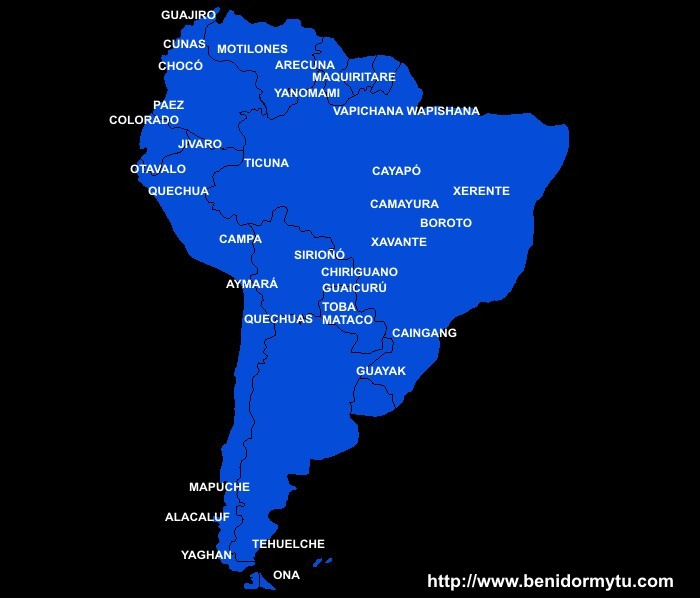 GUAJIRO
CUNAS
MOTILONES
CHOCÓ
ARECUNA
MAQUIRITARE
YANOMAMI
PAEZ
VAPICHANA WAPISHANA
COLORADO
JIVARO
TICUNA
OTAVALO
CAYAPÓ
QUECHUA
XERENTE
CAMAYURA
BOROTO
CAMPA
XAVANTE
SIRIOÑÓ
CHIRIGUANO
AYMARÁ
GUAICURÚ
TOBA
QUECHUAS
MATACO
CAINGANG
GUAYAK
MAPUCHE
ALACALUF
TEHUELCHE
YAGHAN
ONA
http://www.benidormytu.com